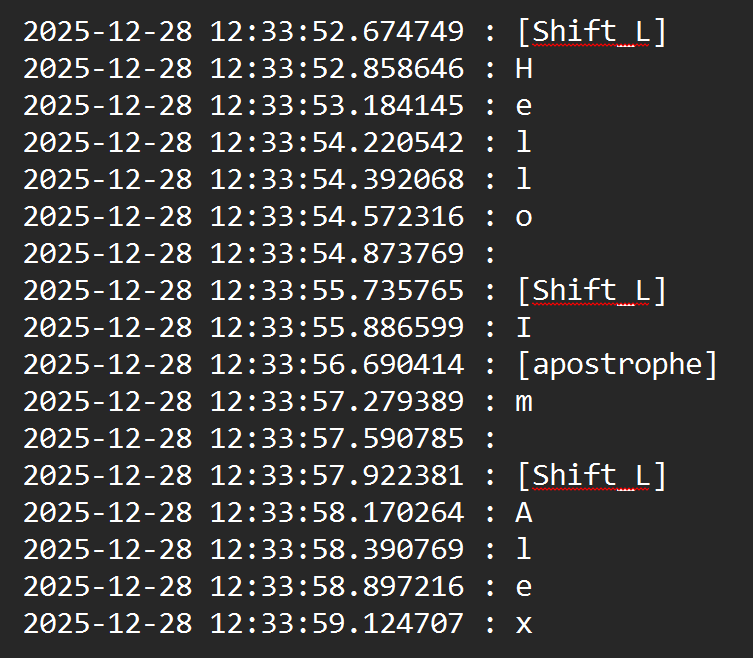 2025-12-28 12:33:52.674749 : [Shift_L]
2025-12-28 12:33:52.858646 : H
2025-12-28 12:33:53.184145 : e
2025-12-28 12:33:54.220542 : l
2025-12-28 12:33:54.392068 : l
2025-12-28 12:33:54.572316 : o
2025-12-28 12:33:54.873769 :
2025-12-28 12:33:55.735765 : [Shift_L]
2025-12-28 12:33:55.886599 : I
2025-12-28 12:33:56.690414 : [apostrophe]
2025-12-28 12:33:57.279389 : m
2025-12-28 12:33:57.590785 :
2025-12-28 12:33:57.922381 : [Shift_L]
2025-12-28 12:33:58.170264 : A
2025-12-28 12:33:58.390769 : l
2025-12-28 12:33:58.897216 : e
2025-12-28 12:33:59.124707 : x